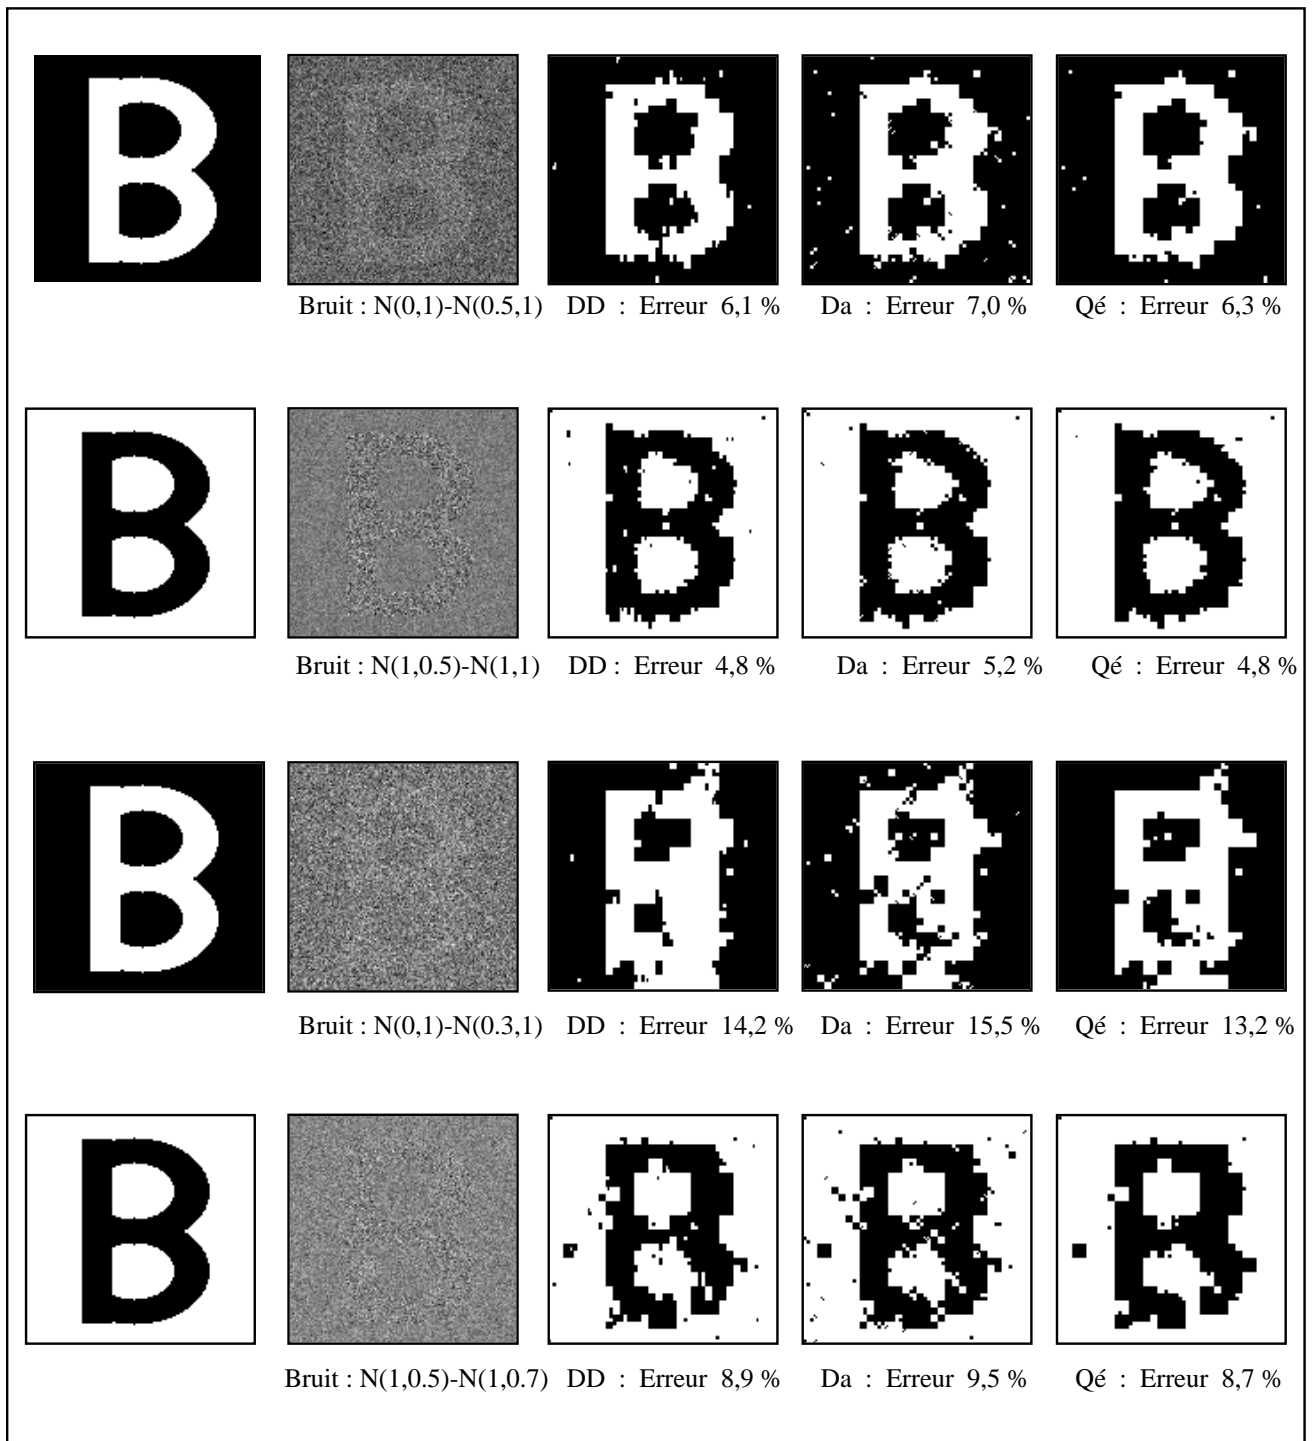 Bruit : N(0,1)-N(0.5,1) DD : Erreur 6,1 % Da : Erreur 7,0 % Qé : Erreur 6,3 %
Bruit : N(1,0.5)-N(1,1) DD : Erreur 4,8 % Da : Erreur 5,2 % Qé : Erreur 4,8 %
Bruit : N(0,1)-N(0.3,1) DD : Erreur 14,2 % Da : Erreur 15,5 % Qé : Erreur 13,2 %
Bruit : N(1,0.5)-N(1,0.7) DD : Erreur 8,9 % Da : Erreur 9,5 % Qé : Erreur 8,7 %